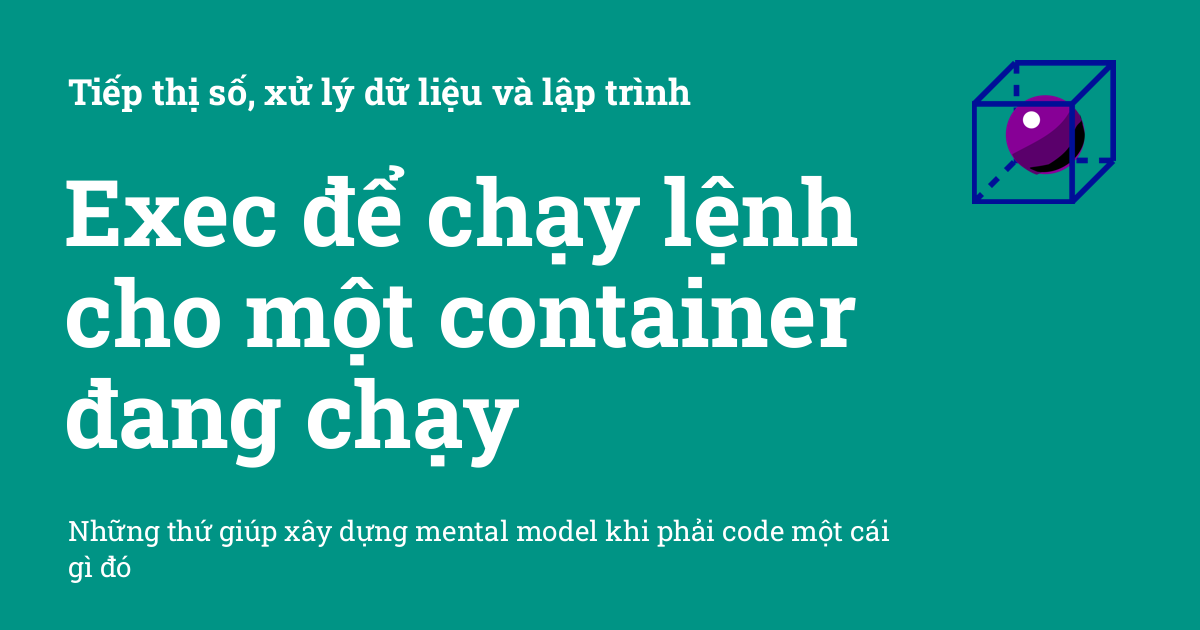 Tiếp thị số, xử lý dữ liệu và lập trình
Exec để chạy lệnh
cho một container
đang chạy
Những thứ giúp xây dựng mental model khi phải code một cái
gì đó